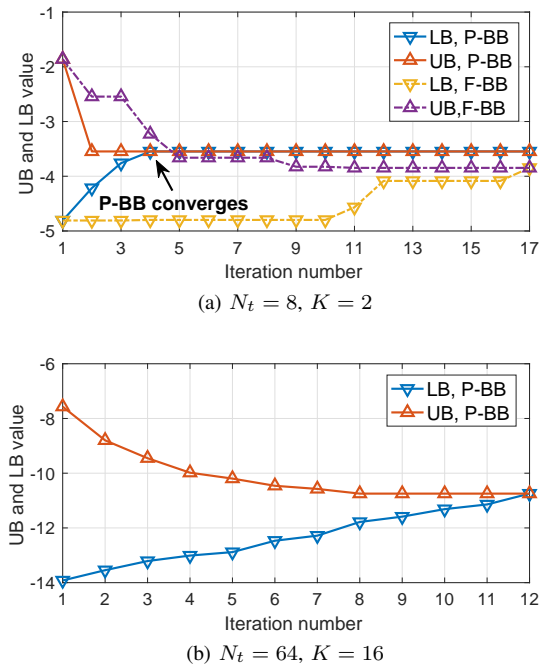 -1
-2
-3
-4
-5
UB and LB value
LB, P-BB
UB, P-BB
LB, F-BB
UB,F-BB
P-BB converges
1 3 5 7 9 11 13 15 17
Iteration number
(a) N_t = 8, K = 2
-6
-8
-10
-12
-14
UB and LB value
LB, P-BB
UB, P-BB
1 2 3 4 5 6 7 8 9 10 11 12
Iteration number
(b) N_t = 64, K = 16